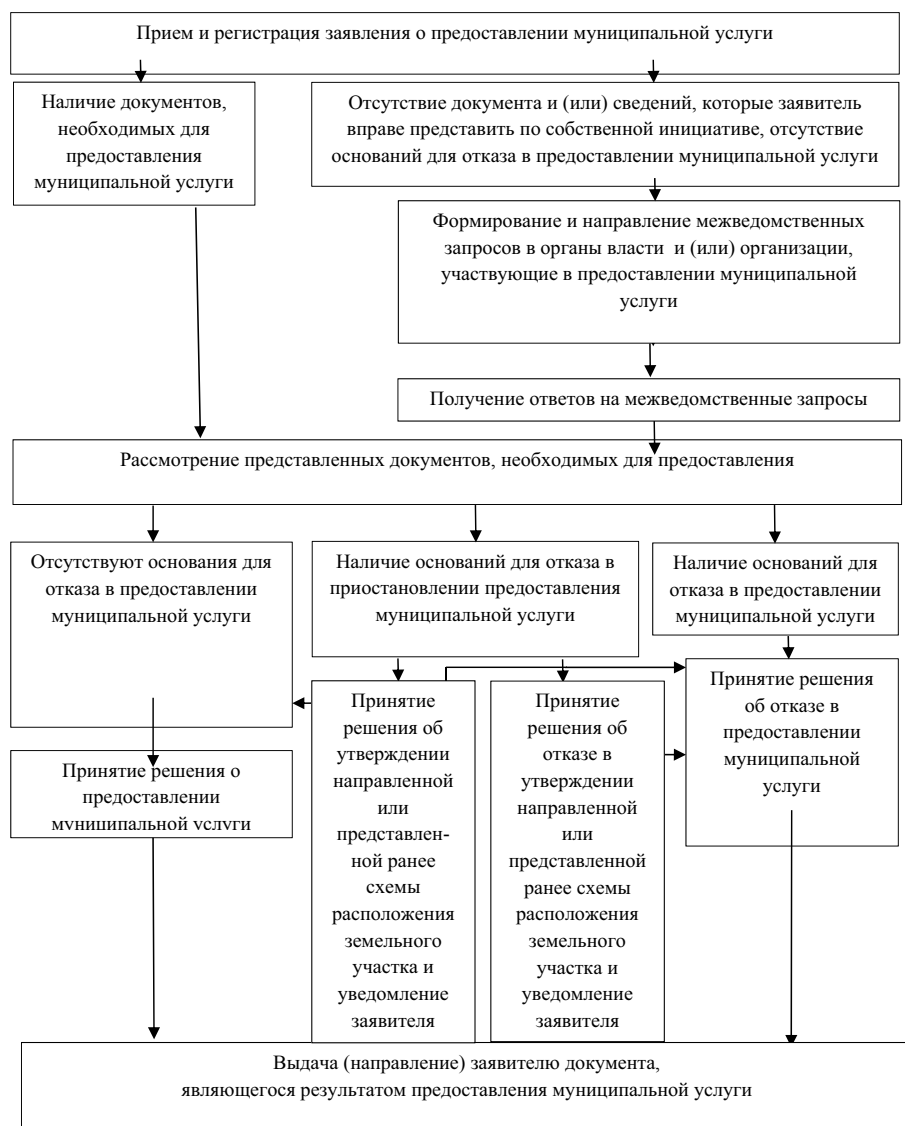 Прием и регистрация заявления о предоставлении муниципальной услуги
Наличие документов,
необходимых для
предоставления
муниципальной услуги
Отсутствие документа и (или) сведений, которые заявитель
вправе представить по собственной инициативе, отсутствие
оснований для отказа в предоставлении муниципальной услуги
Формирование и направление межведомственных
запросов в органы власти и (или) организации,
участвующие в предоставлении муниципальной
услуги
Получение ответов на межведомственные запросы
Рассмотрение представленных документов, необходимых для предоставления
Отсутствуют основания для
отказа в предоставлении
муниципальной услуги
Наличие оснований для отказа в
приостановлении предоставления
муниципальной услуги
Наличие оснований для
отказа в предоставлении
муниципальной услуги
Принятие решения о
предоставлении
муниципальной услуги
Принятие
решения об
утверждении
направленной
или
представлен-
ной ранее
схемы
расположения
земельного
участка и
уведомление
заявителя
Принятие
решения об
отказе в
утверждении
направленной
или
представленной
ранее схемы
расположения
земельного
участка и
уведомление
заявителя
Принятие решения
об отказе в
предоставлении
муниципальной
услуги
Выдача (направление) заявителю документа,
являющегося результатом предоставления муниципальной услуги